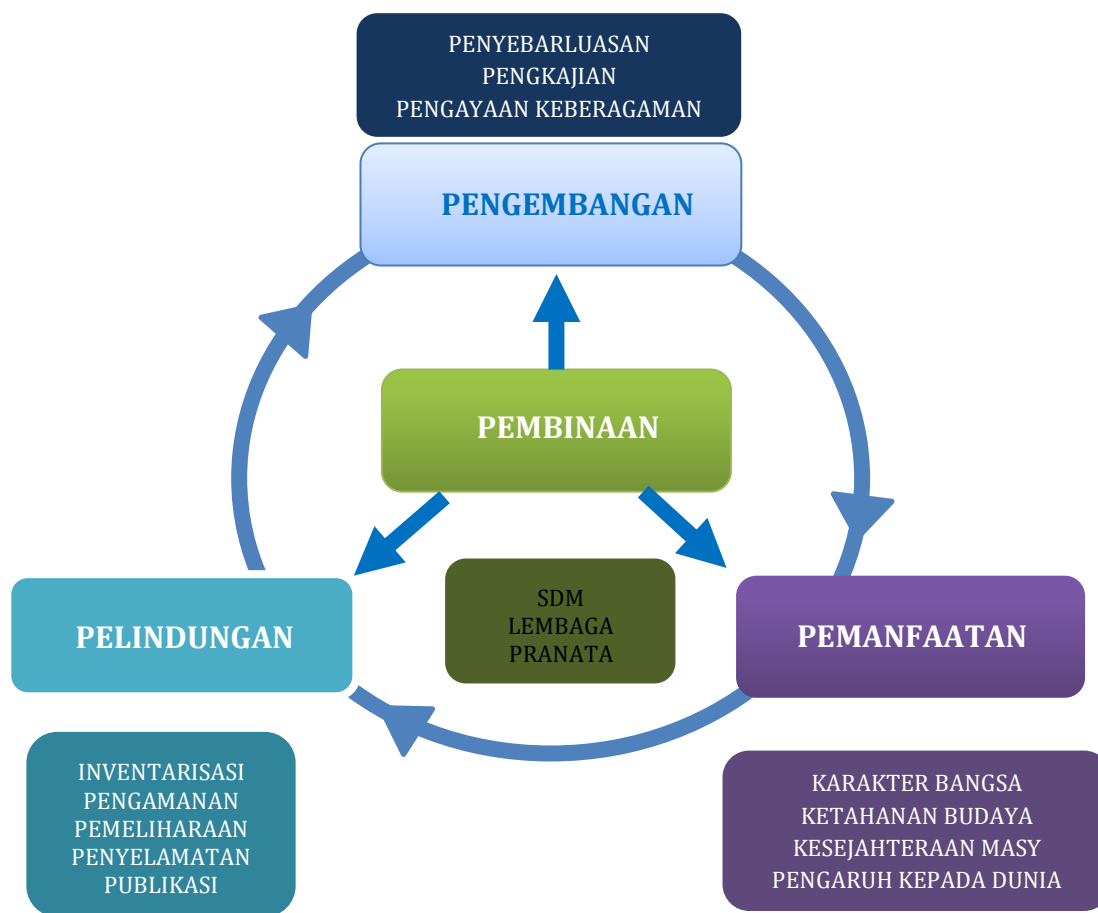 PENYEBARLUASAN
PENGKAJIAN
PENGAYAAN KEBERAGAMAN
PENGEMBANGAN
PEMBINAAN
SDM
LEMBAGA
PRANATA
PELINDUNGAN
PEMANFAATAN
INVENTARISASI
PENGAMANAN
PEMELIHARAAN
PENYELAMATAN
PUBLIKASI
KARAKTER BANGSA
KETAHANAN BUDAYA
KESEJAHTERAAN MASY
PENGARUH KEPADA DUNIA